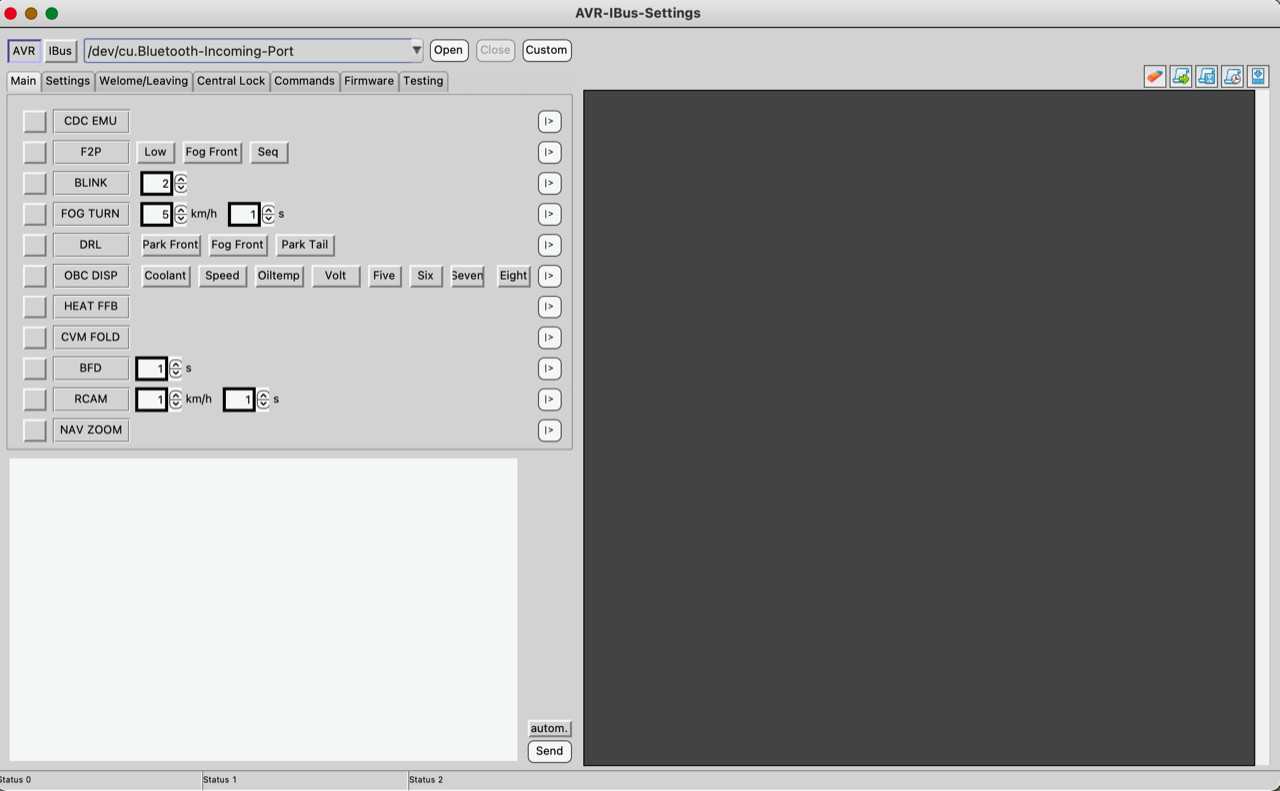 AVR-IBus-Settings
AVR IBus /dev/cu.Bluetooth-Incoming-Port Open Close Custom
Main Settings Welome/Leaving Central Lock Commands Firmware Testing
CDC EMU |>
F2P Low Fog Front Seq |>
BLINK 2 |>
FOG TURN 5 km/h 1 s |>
DRL Park Front Fog Front Park Tail |>
OBC DISP Coolant Speed Oiltemp Volt Five Six Seven Eight |>
HEAT FFB |>
CVM FOLD |>
BFD 1 s |>
RCAM 1 km/h 1 s |>
NAV ZOOM |>
autom.
Send
Status 0 Status 1 Status 2